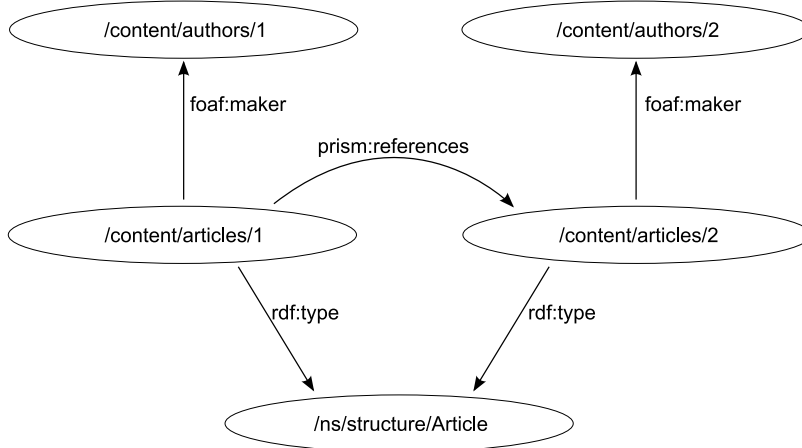 /content/authors/1
/content/authors/2
foaf:maker
foaf:maker
prism:references
/content/articles/1
/content/articles/2
rdf:type
rdf:type
/ns/structure/Article